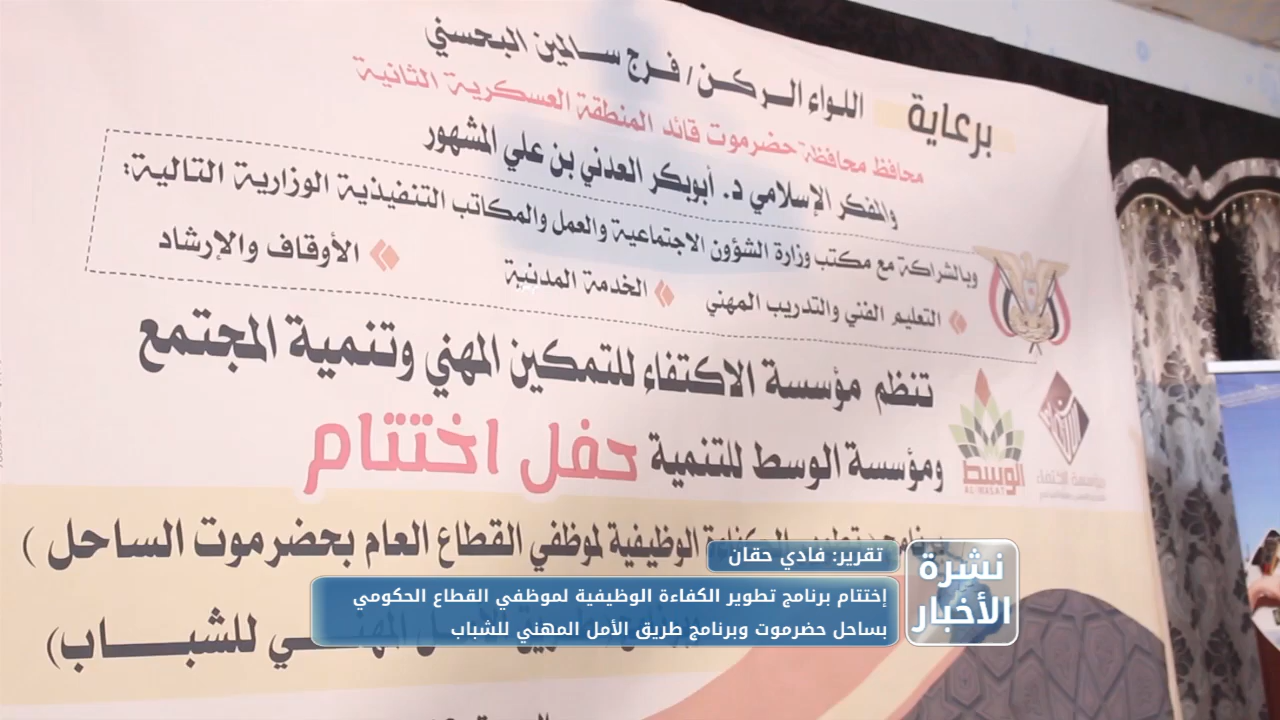 برعاية اللواء الركن / فرج سالمين البحسني
محافظ محافظة حضرموت قائد المنطقة العسكرية الثانية
والمفكر الإسلامي د. أبوبكر العدني بن علي المشهور
وبالشراكة مع مكتب وزارة الشؤون الاجتماعية والعمل والمكاتب التنفيذية الوزارية التالية:
التعليم الفني والتدريب المهني
الخدمة المدنية
الأوقاف والإرشاد
تنظم مؤسسة الاكتفاء للتمكين المهني وتنمية المجتمع
ومؤسسة الوسط للتنمية حفل اختتام
الوسط
AL-WASAT
مؤسسة الاكتفاء
الوظيفية لموظفي القطاع العام بحضرموت الساحل )
للشبـــاب)
تقرير: فادي حقان
نشرة
الأخبار
إختتام برنامج تطوير الكفاءة الوظيفية لموظفي القطاع الحكومي
بساحل حضرموت وبرنامج طريق الأمل المهني للشباب